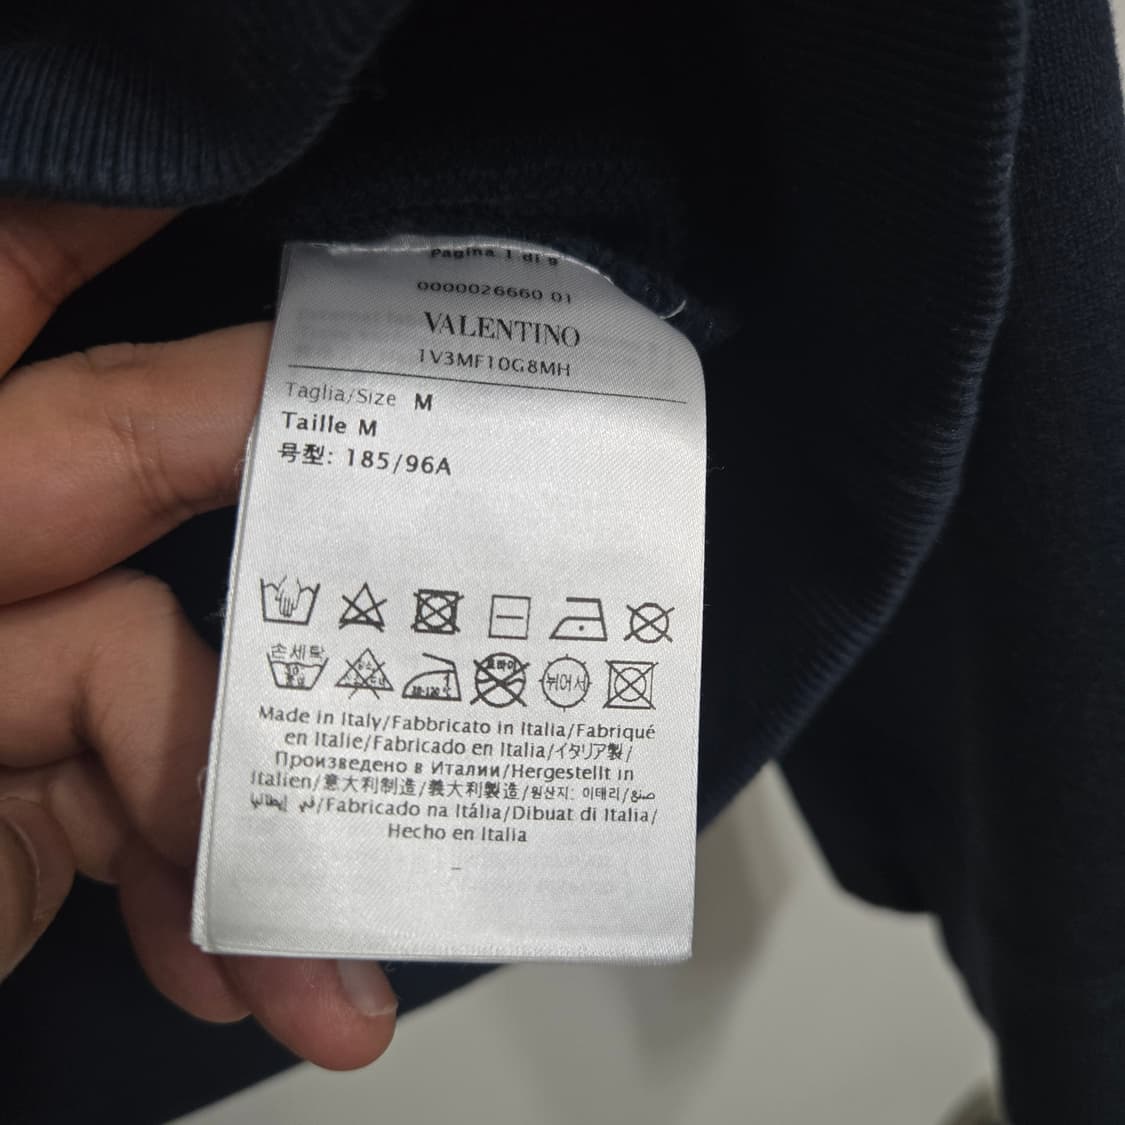 Pagina 1 di 9
0000026660 01
VALENTINO
1V3MF10G8MH
Taglia/Size M
Taille M
号型: 185/96A
손세탁
뉘어서
Made in Italy/Fabbricato in Italia/Fabriqué
en Italie/Fabricado en Italia/イタリア製/
Произведено в Италии/Hergestellt in
Italien/意大利制造/義大利製造/원산지: 이태리/صنع
في إيطاليا/Fabricado na Itália/Dibuat di Italia/
Hecho en Italia
-